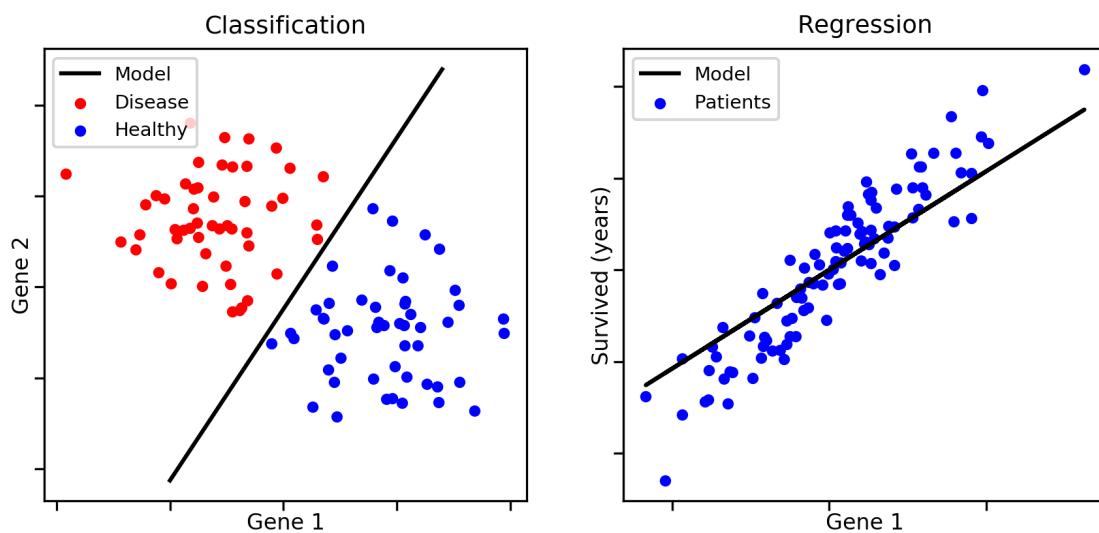 Classification
Model
Disease
Healthy
Gene 2
Gene 1
Regression
Model
Patients
Survived (years)
Gene 1